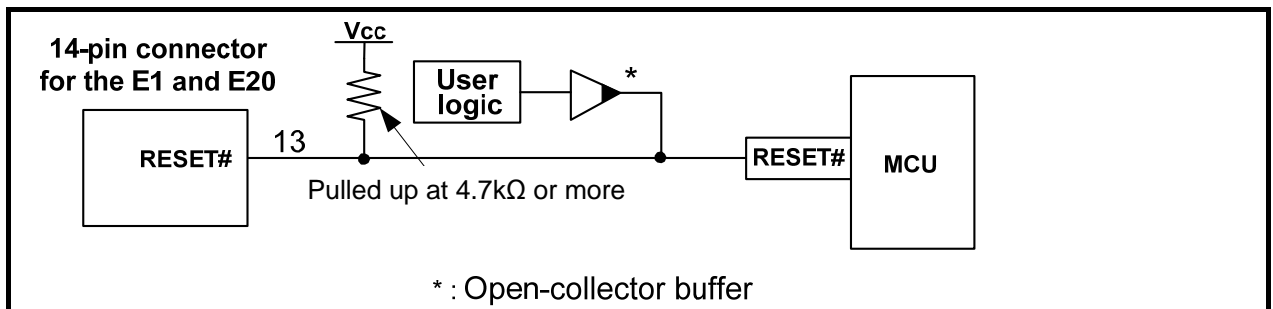 14-pin connector
for the E1 and E20
Vcc
User
logic
*
RESET#
13
RESET#
MCU
Pulled up at 4.7kΩ or more
* : Open-collector buffer